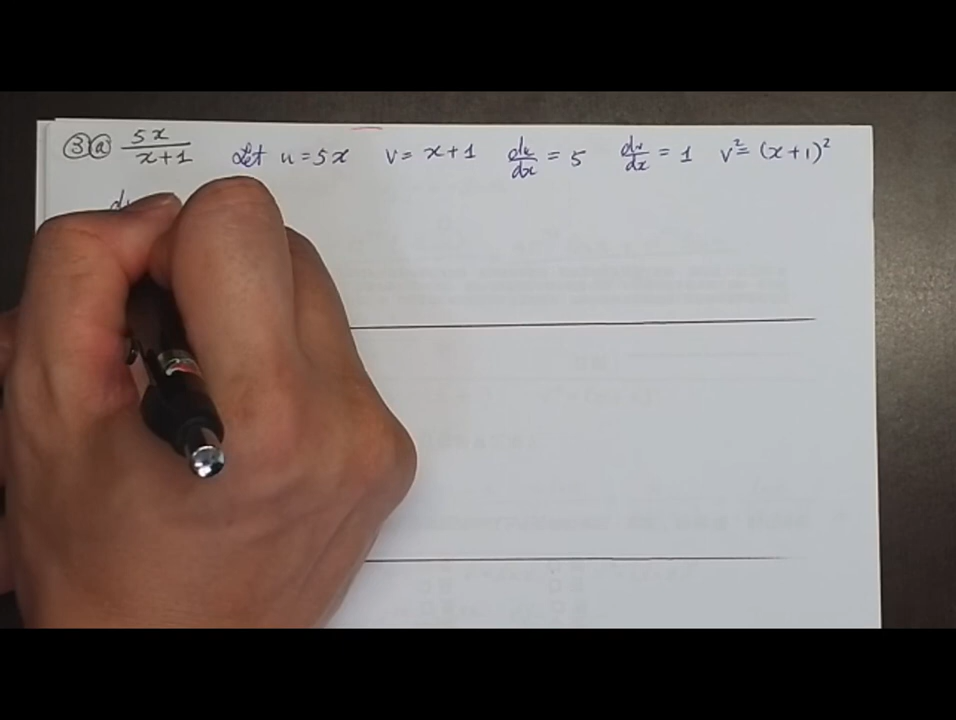 ③ⓐ 5x/x+1 Let u = 5x v = x+1 du/dx = 5 dv/dx = 1 v² = (x+1)²